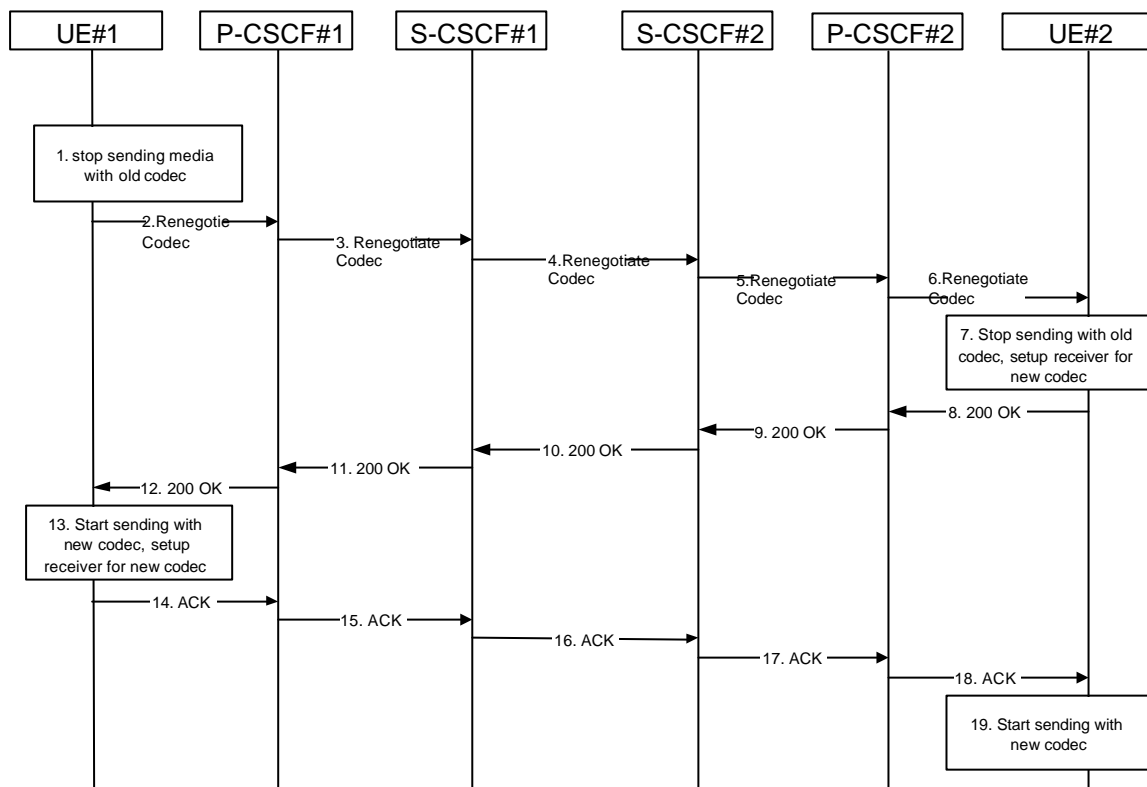 UE#1
P-CSCF#1
S-CSCF#1
S-CSCF#2
P-CSCF#2
UE#2
1. stop sending media
with old codec
2.Renegotie
Codec
3. Renegotiate
Codec
4.Renegotiate
Codec
5.Renegotiate
Codec
6.Renegotiate
Codec
7. Stop sending with old
codec, setup receiver for
new codec
8. 200 OK
9. 200 OK
10. 200 OK
11. 200 OK
12. 200 OK
13. Start sending with
new codec, setup
receiver for new codec
14. ACK
15. ACK
16. ACK
17. ACK
18. ACK
19. Start sending with
new codec